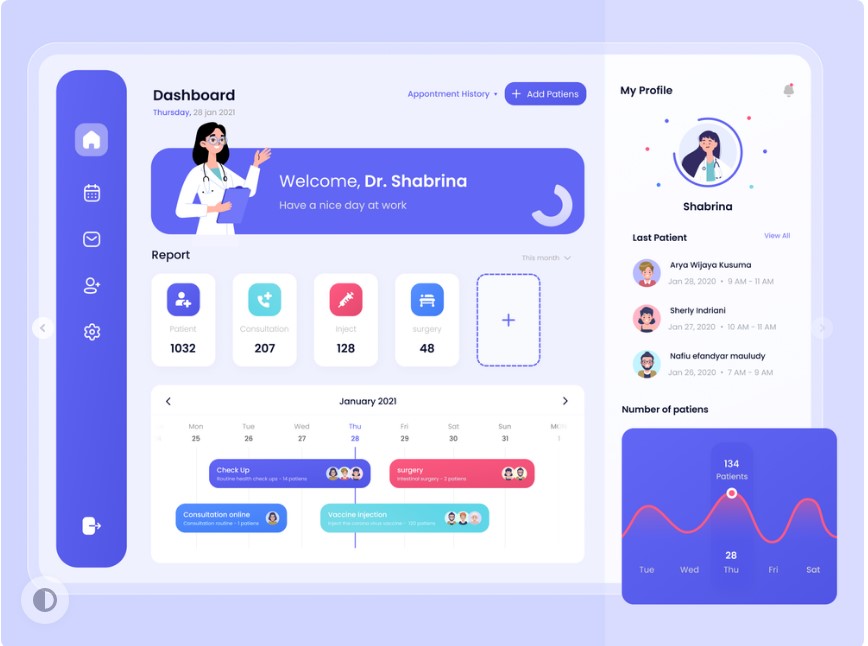 Dashboard
Thursday, 28 jan 2021
Appontment History
+ Add Patiens
Welcome, Dr. Shabrina
Have a nice day at work
Report
This month
Patient
1032
Consultation
207
Inject
128
surgery
48
+
January 2021
Mon Tue Wed Thu Fri Sat Sun
25 26 27 28 29 30 31 1
Check Up
Routine health check ups - 14 patiens
surgery
Intestinal surgery - 2 patiens
Consultation online
Consultation routine - 1 patiens
Vaccine injection
My Profile
Shabrina
Last Patient
View All
Arya Wijaya Kusuma
Jan 28, 2020 • 9 AM - 11 AM
Sherly Indriani
Jan 27, 2020 • 10 AM - 11 AM
Nafiu efandyar mauludy
Jan 26, 2020 • 7 AM - 9 AM
Number of patiens
134
Patients
28
Tue Wed Thu Fri Sat